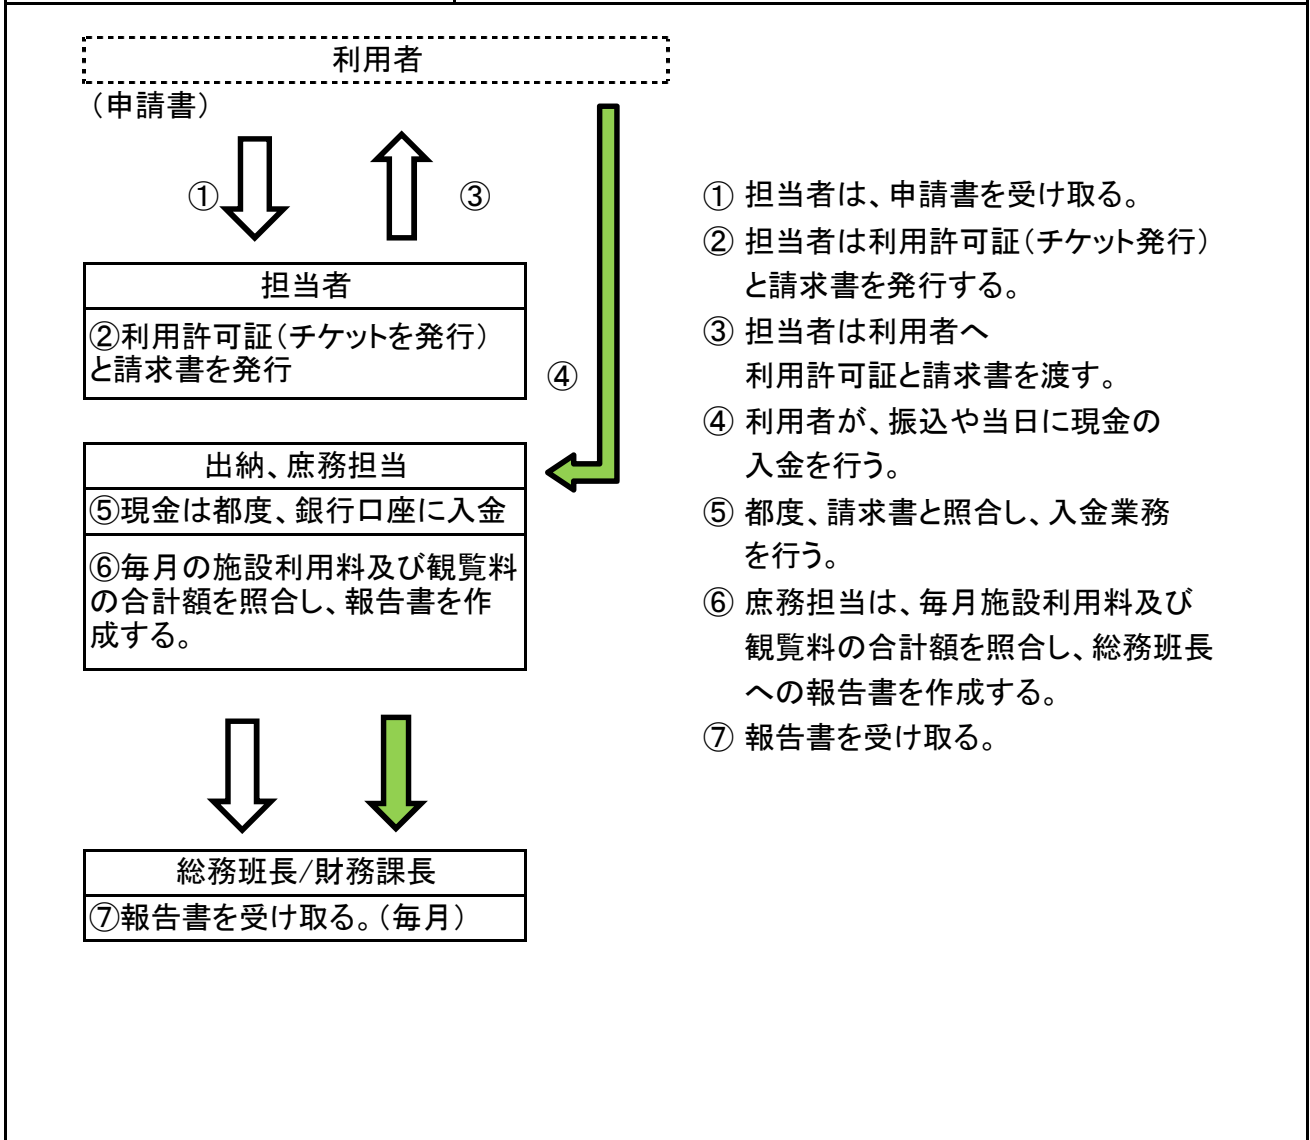 利用者
（申請書）
①
③
担当者
②利用許可証（チケットを発行）
と請求書を発行
④
出納、庶務担当
⑤現金は都度、銀行口座に入金
⑥毎月の施設利用料及び観覧料
の合計額を照合し、報告書を作
成する。
総務班長/財務課長
⑦報告書を受け取る。（毎月）
① 担当者は、申請書を受け取る。
② 担当者は利用許可証（チケット発行）
と請求書を発行する。
③ 担当者は利用者へ
利用許可証と請求書を渡す。
④ 利用者が、振込や当日に現金の
入金を行う。
⑤ 都度、請求書と照合し、入金業務
を行う。
⑥ 庶務担当は、毎月施設利用料及び
観覧料の合計額を照合し、総務班長
への報告書を作成する。
⑦ 報告書を受け取る。